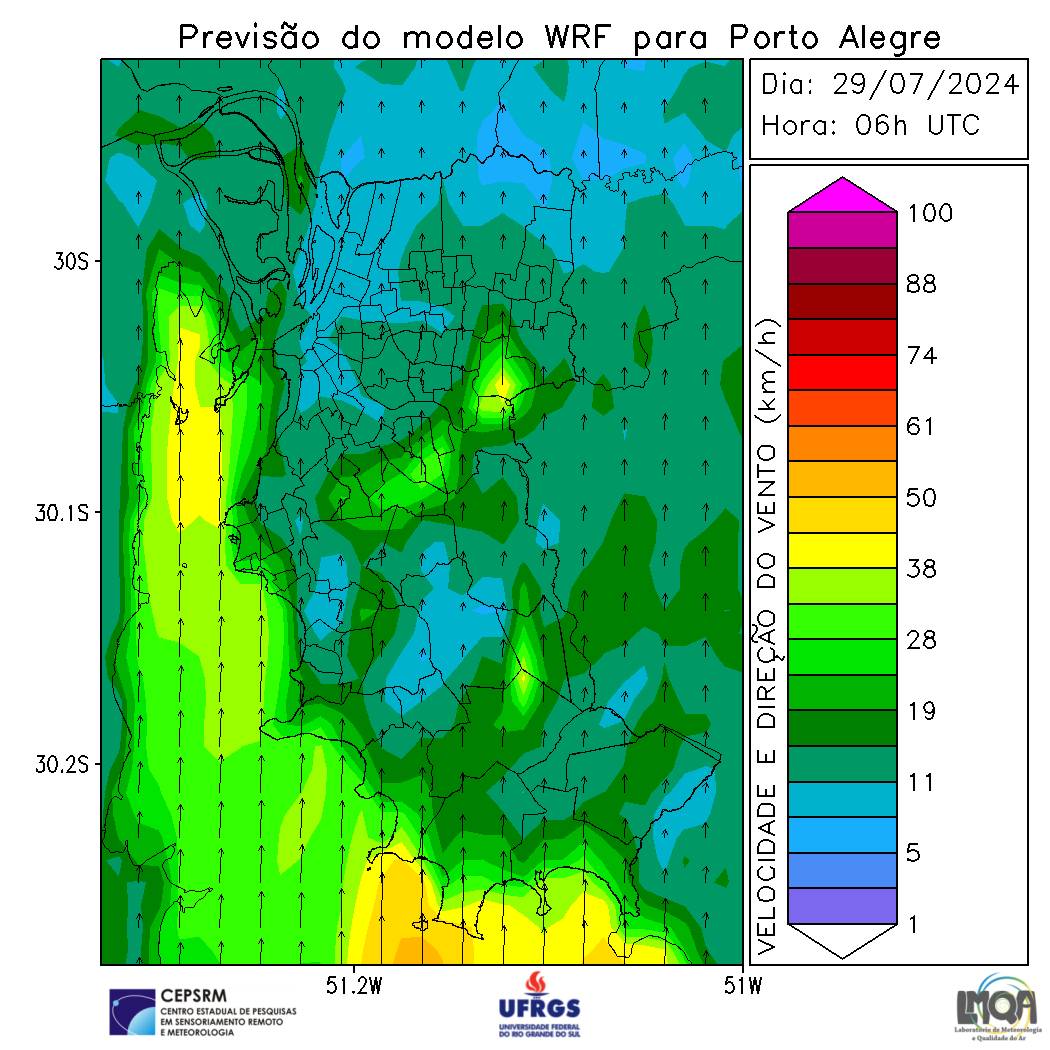 Previsão do modelo WRF para Porto Alegre
Dia: 29/07/2024
Hora: 06h UTC
30S
30.1S
30.2S
51.2W
51W
VELOCIDADE E DIREÇÃO DO VENTO (km/h)
100
88
74
61
50
38
28
19
11
5
1
CEPSRM
CENTRO ESTADUAL DE PESQUISAS
EM SENSORIAMENTO REMOTO
E METEOROLOGIA
UFRGS
UNIVERSIDADE FEDERAL
DO RIO GRANDE DO SUL
LMQA
Laboratório de Meteorologia
e Qualidade do Ar